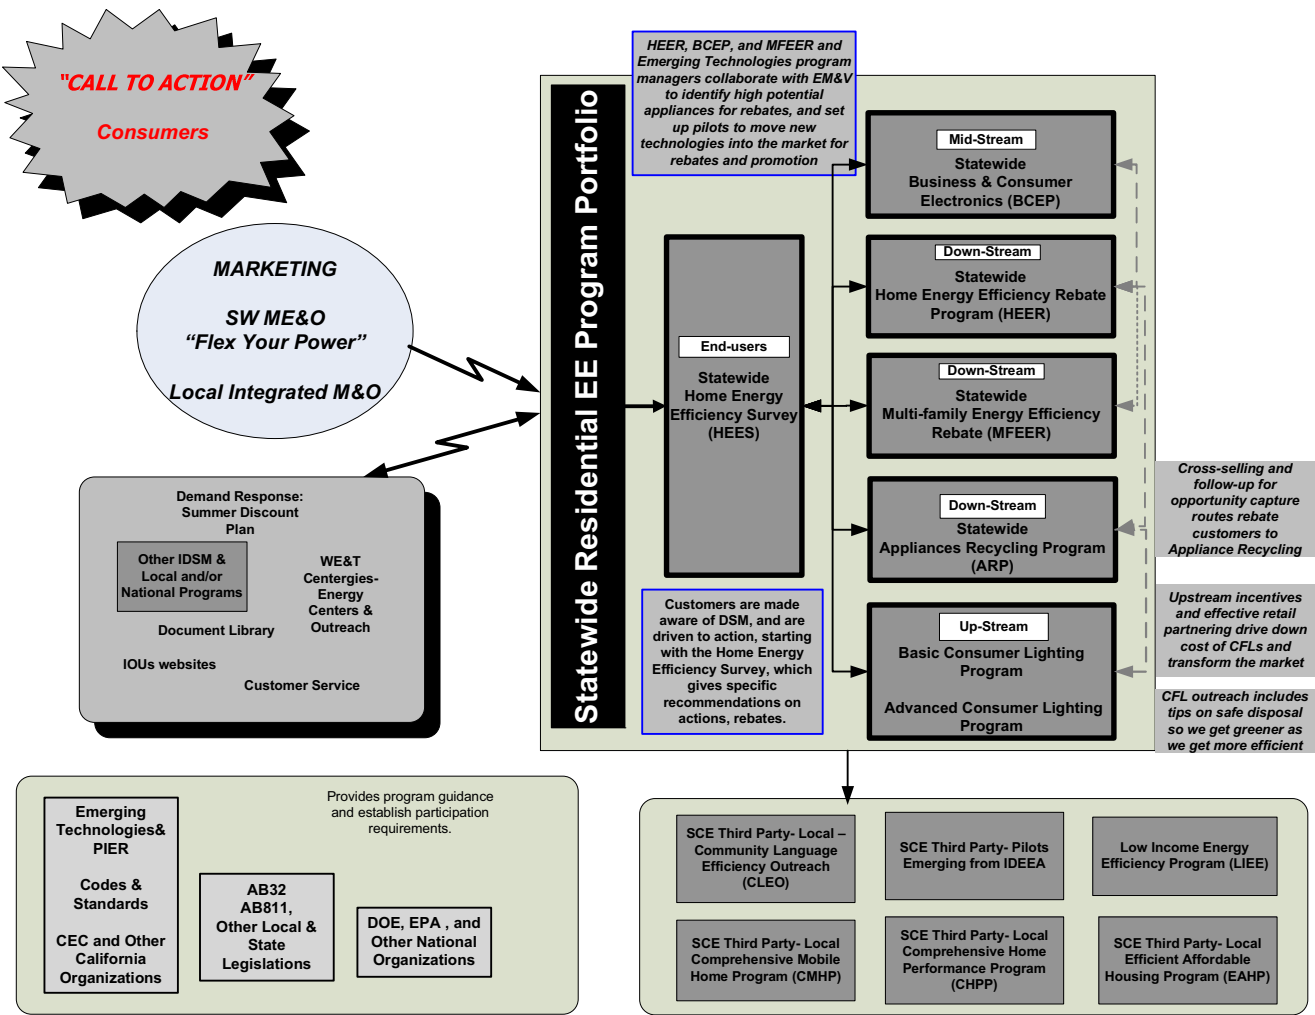 “CALL TO ACTION”
Consumers
MARKETING
SW ME&O
“Flex Your Power”
Local Integrated M&O
Demand Response:
Summer Discount
Plan
Other IDSM &
Local and/or
National Programs
WE&T
Centergies-
Energy
Centers &
Outreach
Document Library
IOUs websites
Customer Service
Statewide Residential EE Program Portfolio
HEER, BCEP, and MFEER and
Emerging Technologies program
managers collaborate with EM&V
to identify high potential
appliances for rebates, and set
up pilots to move new
technologies into the market for
rebates and promotion
End-users
Statewide
Home Energy
Efficiency Survey
(HEES)
Customers are made
aware of DSM, and are
driven to action, starting
with the Home Energy
Efficiency Survey, which
gives specific
recommendations on
actions, rebates.
Mid-Stream
Statewide
Business & Consumer
Electronics (BCEP)
Down-Stream
Statewide
Home Energy Efficiency Rebate
Program (HEER)
Down-Stream
Statewide
Multi-family Energy Efficiency
Rebate (MFEER)
Down-Stream
Statewide
Appliances Recycling Program
(ARP)
Up-Stream
Basic Consumer Lighting
Program
Advanced Consumer Lighting
Program
Cross-selling and
follow-up for
opportunity capture
routes rebate
customers to
Appliance Recycling
Upstream incentives
and effective retail
partnering drive down
cost of CFLs and
transform the market
CFL outreach includes
tips on safe disposal
so we get greener as
we get more efficient
Emerging
Technologies&
PIER
Codes &
Standards
CEC and Other
California
Organizations
AB32
AB811,
Other Local &
State
Legislations
Provides program guidance
and establish participation
requirements.
DOE, EPA , and
Other National
Organizations
SCE Third Party- Local –
Community Language
Efficiency Outreach
(CLEO)
SCE Third Party- Pilots
Emerging from IDEEA
Low Income Energy
Efficiency Program (LIEE)
SCE Third Party- Local
Comprehensive Mobile
Home Program (CMHP)
SCE Third Party- Local
Comprehensive Home
Performance Program
(CHPP)
SCE Third Party- Local
Efficient Affordable
Housing Program (EAHP)